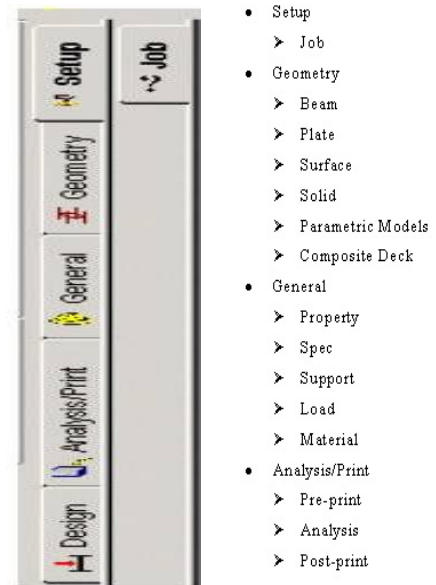 Setup
Geometry
General
Analysis/Print
Design
Job
• Setup
➤ Job
• Geometry
➤ Beam
➤ Plate
➤ Surface
➤ Solid
➤ Parametric Models
➤ Composite Deck
• General
➤ Property
➤ Spec
➤ Support
➤ Load
➤ Material
• Analysis/Print
➤ Pre-print
➤ Analysis
➤ Post-print